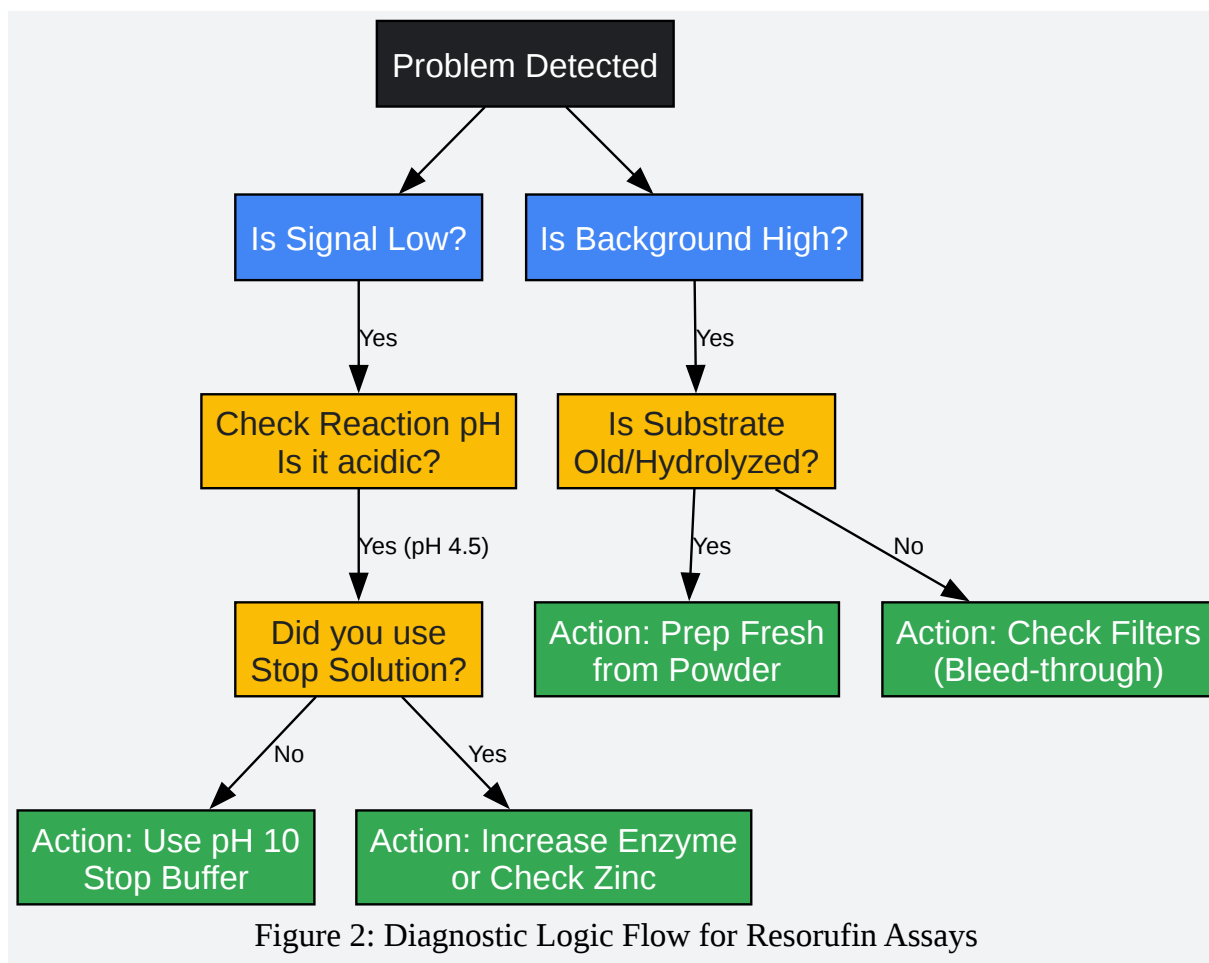 Problem Detected
Is Signal Low?
Is Background High?
Yes
Yes
Check Reaction pH
Is it acidic?
Is Substrate
Old/Hydrolyzed?
Yes (pH 4.5)
Yes
No
Did you use
Stop Solution?
Action: Prep Fresh
from Powder
Action: Check Filters
(Bleed-through)
No
Yes
Action: Use pH 10
Stop Buffer
Action: Increase Enzyme
or Check Zinc
Figure 2: Diagnostic Logic Flow for Resorufin Assays